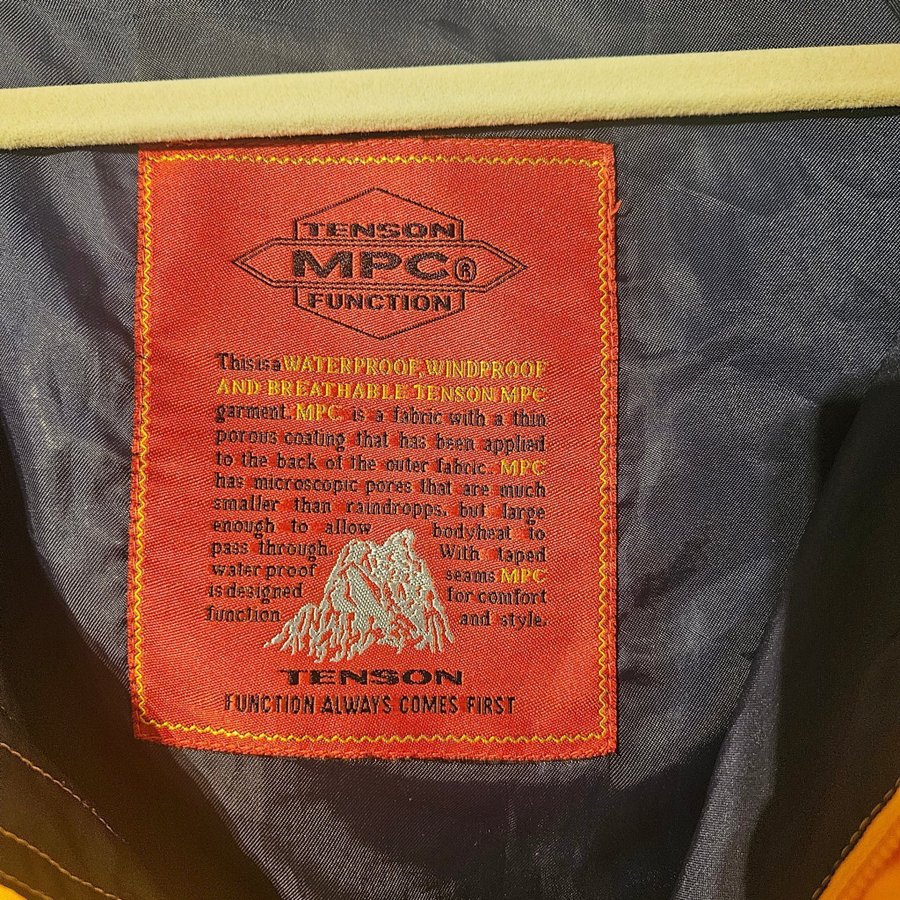 TENSON
MPC®
FUNCTION
This is a WATERPROOF, WINDPROOF
AND BREATHABLE TENSON MPC
garment. MPC is a fabric with a thin
porous coating that has been applied
to the back of the outer fabric. MPC
has microscopic pores that are much
smaller than raindropps, but large
enough to allow bodyheat to
pass through. With taped
water proof seams MPC
is designed for comfort
function and style.
TENSON
FUNCTION ALWAYS COMES FIRST